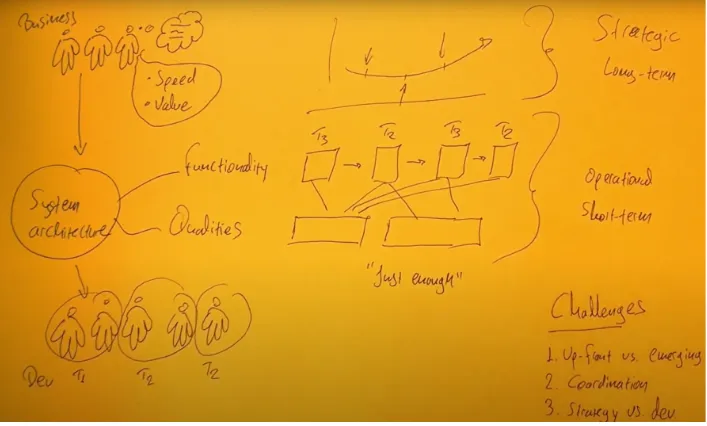 Business
• Speed
• Value
System
architecture
Functionality
Qualities
Dev T1 T2 T2
T3 T2 T3 T2
"Just enough"
Strategic
Long-term
Operational
Short-term
Challenges
1. Up-front vs. emerging
2. Coordination
3. Strategy vs. dev